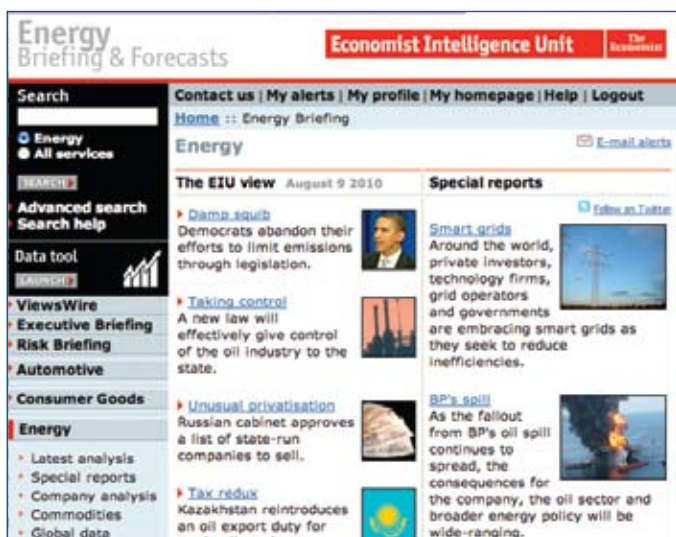 Energy
Briefing & Forecasts
Economist Intelligence Unit
The
Economist
Search
Energy
All services
SEARCH
Advanced search
Search help
Data tool
LAUNCH
ViewsWire
Executive Briefing
Risk Briefing
Automotive
Consumer Goods
Energy
Latest analysis
Special reports
Company analysis
Commodities
Global data
Contact us | My alerts | My profile | My homepage | Help | Logout
Home :: Energy Briefing
Energy
E-mail alerts
The EIU view August 9 2010
Damp squib
Democrats abandon their
efforts to limit emissions
through legislation.
Taking control
A new law will
effectively give control
of the oil industry to the
state.
Unusual privatisation
Russian cabinet approves
a list of state-run
companies to sell.
Tax redux
Kazakhstan reintroduces
an oil export duty for
Special reports
Follow on Twitter
Smart grids
Around the world,
private investors,
technology firms,
grid operators
and governments
are embracing smart grids as
they seek to reduce
inefficiencies.
BP's spill
As the fallout
from BP's oil spill
continues to
spread, the
consequences for
the company, the oil sector and
broader energy policy will be
wide-ranging.